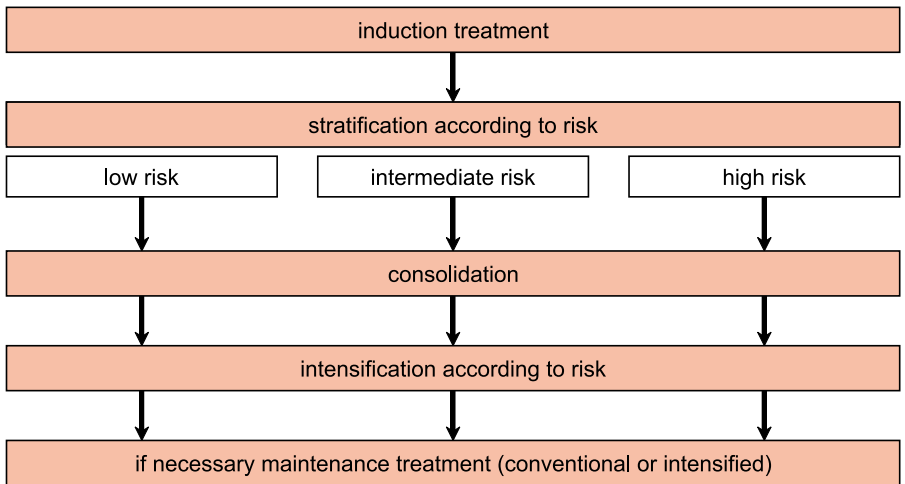 induction treatment
stratification according to risk
low risk
intermediate risk
high risk
consolidation
intensification according to risk
if necessary maintenance treatment (conventional or intensified)